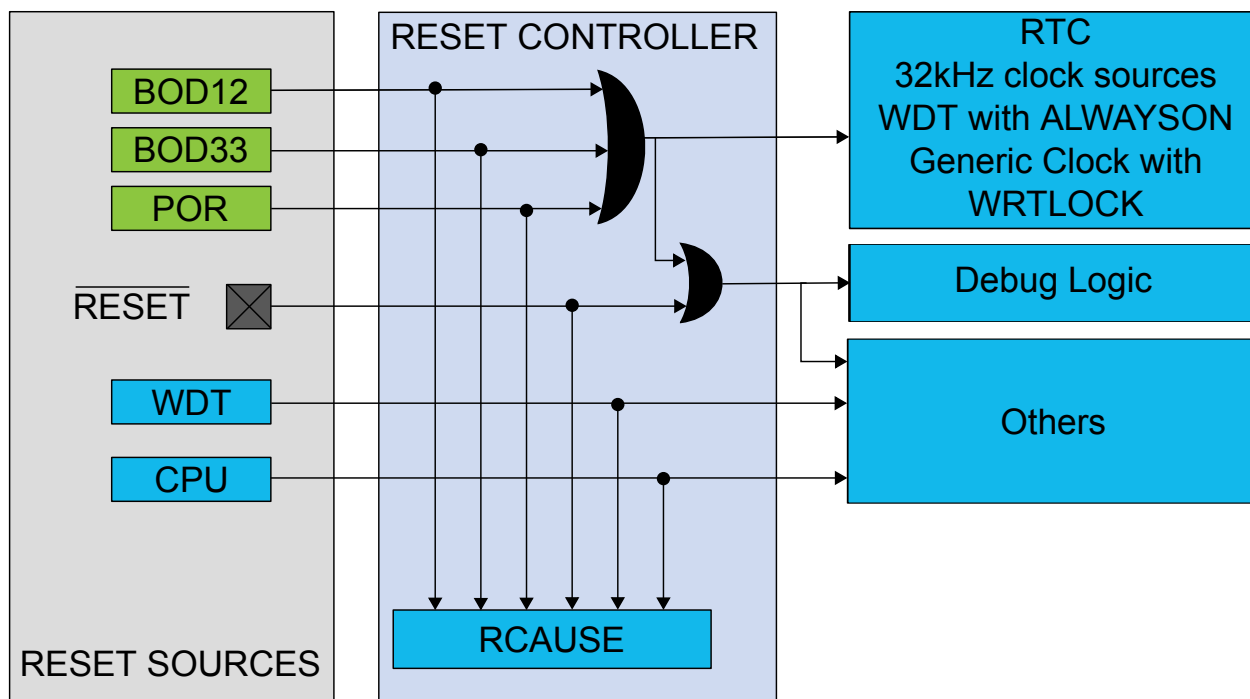 RESET CONTROLLER
BOD12
BOD33
POR
RESET
WDT
CPU
RESET SOURCES
RCAUSE
RTC
32kHz clock sources
WDT with ALWAYSON
Generic Clock with
WRTLOCK
Debug Logic
Others